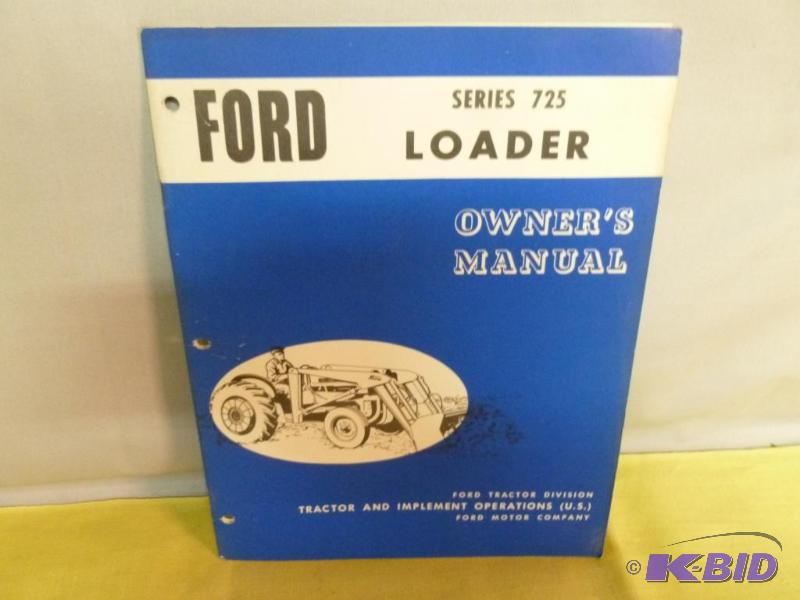 FORD
SERIES 725
LOADER
OWNER'S
MANUAL
FORD TRACTOR DIVISION
TRACTOR AND IMPLEMENT OPERATIONS (U.S.)
FORD MOTOR COMPANY
© K-BID